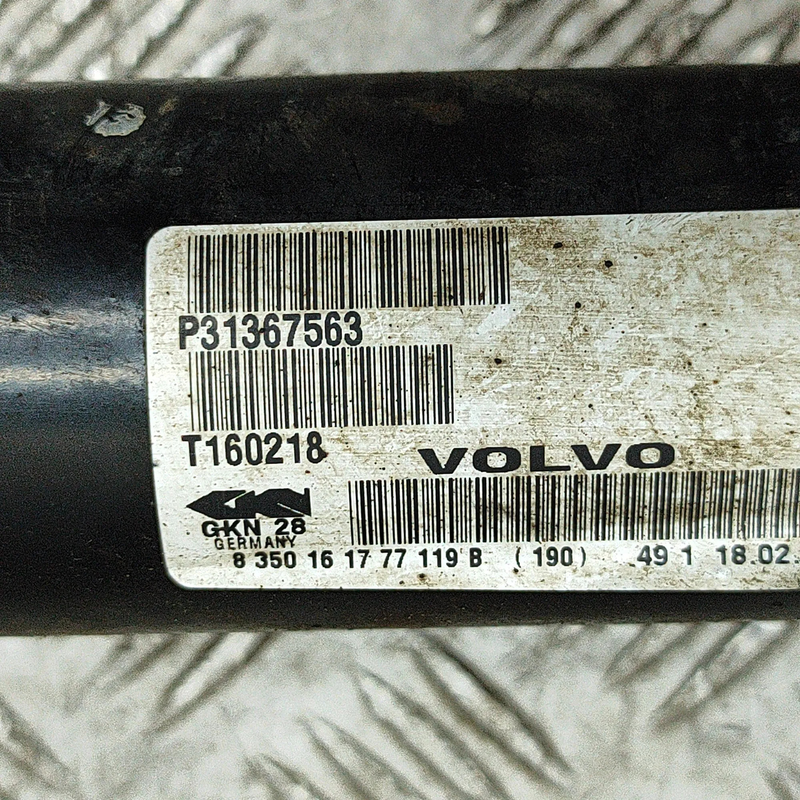 P31367563
T160218
VOLVO
GKN 28
GERMANY
8 350 16 17 77 119 B (190) 49 1 18.02.